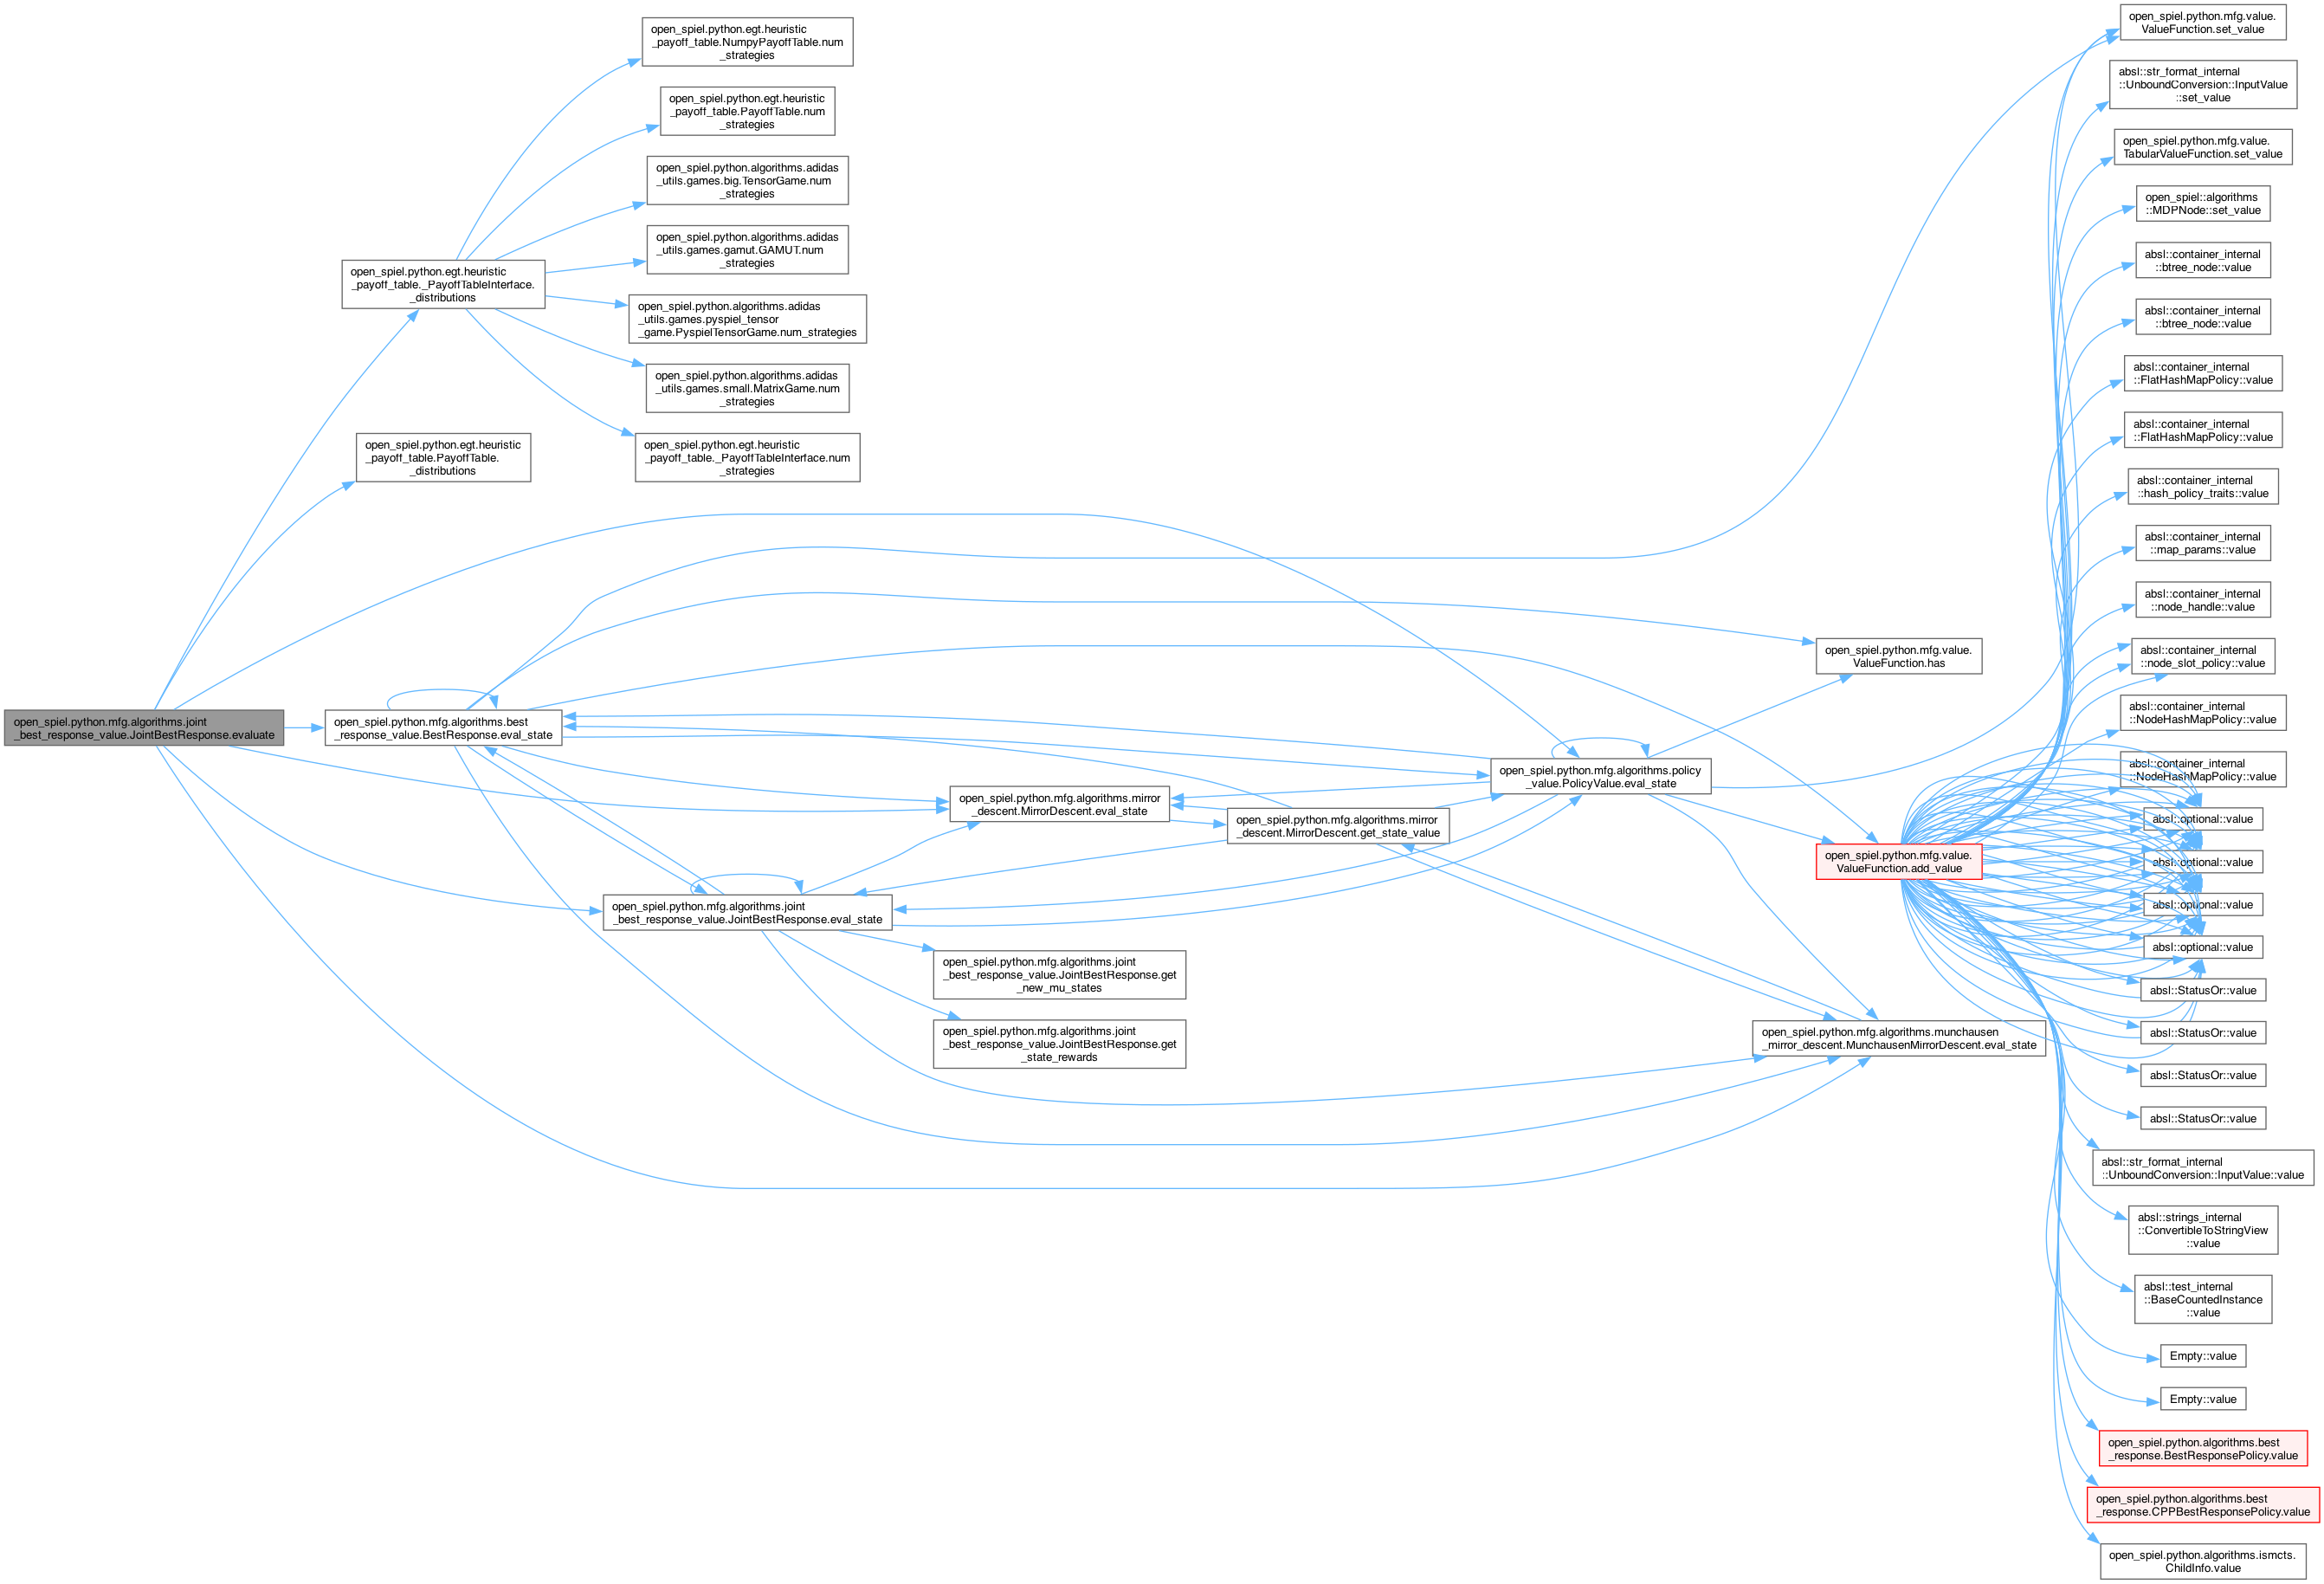 open_spiel.python.mfg.algorithms.joint
_best_response_value.JointBestResponse.evaluate
open_spiel.python.egt.heuristic
_payoff_table._PayoffTableInterface.
_distributions
open_spiel.python.egt.heuristic
_payoff_table.PayoffTable.
_distributions
open_spiel.python.mfg.algorithms.best
_response_value.BestResponse.eval_state
open_spiel.python.egt.heuristic
_payoff_table.NumpyPayoffTable.num
_strategies
open_spiel.python.egt.heuristic
_payoff_table.PayoffTable.num
_strategies
open_spiel.python.algorithms.adidas
_utils.games.big.TensorGame.num
_strategies
open_spiel.python.algorithms.adidas
_utils.games.gamut.GAMUT.num
_strategies
open_spiel.python.algorithms.adidas
_utils.games.pyspiel_tensor
_game.PyspielTensorGame.num_strategies
open_spiel.python.algorithms.adidas
_utils.games.small.MatrixGame.num
_strategies
open_spiel.python.egt.heuristic
_payoff_table._PayoffTableInterface.num
_strategies
open_spiel.python.mfg.algorithms.joint
_best_response_value.JointBestResponse.eval_state
open_spiel.python.mfg.algorithms.mirror
_descent.MirrorDescent.eval_state
open_spiel.python.mfg.algorithms.joint
_best_response_value.JointBestResponse.get
_new_mu_states
open_spiel.python.mfg.algorithms.joint
_best_response_value.JointBestResponse.get
_state_rewards
open_spiel.python.mfg.algorithms.mirror
_descent.MirrorDescent.get_state_value
open_spiel.python.mfg.algorithms.policy
_value.PolicyValue.eval_state
open_spiel.python.mfg.value.
ValueFunction.has
open_spiel.python.mfg.value.
ValueFunction.add_value
open_spiel.python.mfg.algorithms.munchausen
_mirror_descent.MunchausenMirrorDescent.eval_state
open_spiel.python.mfg.value.
ValueFunction.set_value
absl::str_format_internal
::UnboundConversion::InputValue
::set_value
open_spiel.python.mfg.value.
TabularValueFunction.set_value
open_spiel::algorithms
::MDPNode::set_value
absl::container_internal
::btree_node::value
absl::container_internal
::btree_node::value
absl::container_internal
::FlatHashMapPolicy::value
absl::container_internal
::FlatHashMapPolicy::value
absl::container_internal
::hash_policy_traits::value
absl::container_internal
::map_params::value
absl::container_internal
::node_handle::value
absl::container_internal
::node_slot_policy::value
absl::container_internal
::NodeHashMapPolicy::value
absl::container_internal
::NodeHashMapPolicy::value
absl::optional::value
absl::optional::value
absl::optional::value
absl::optional::value
absl::StatusOr::value
absl::StatusOr::value
absl::StatusOr::value
absl::StatusOr::value
absl::str_format_internal
::UnboundConversion::InputValue::value
absl::strings_internal
::ConvertibleToStringView
::value
absl::test_internal
::BaseCountedInstance
::value
Empty::value
Empty::value
open_spiel.python.algorithms.best
_response.BestResponsePolicy.value
open_spiel.python.algorithms.best
_response.CPPBestResponsePolicy.value
open_spiel.python.algorithms.ismcts.
ChildInfo.value